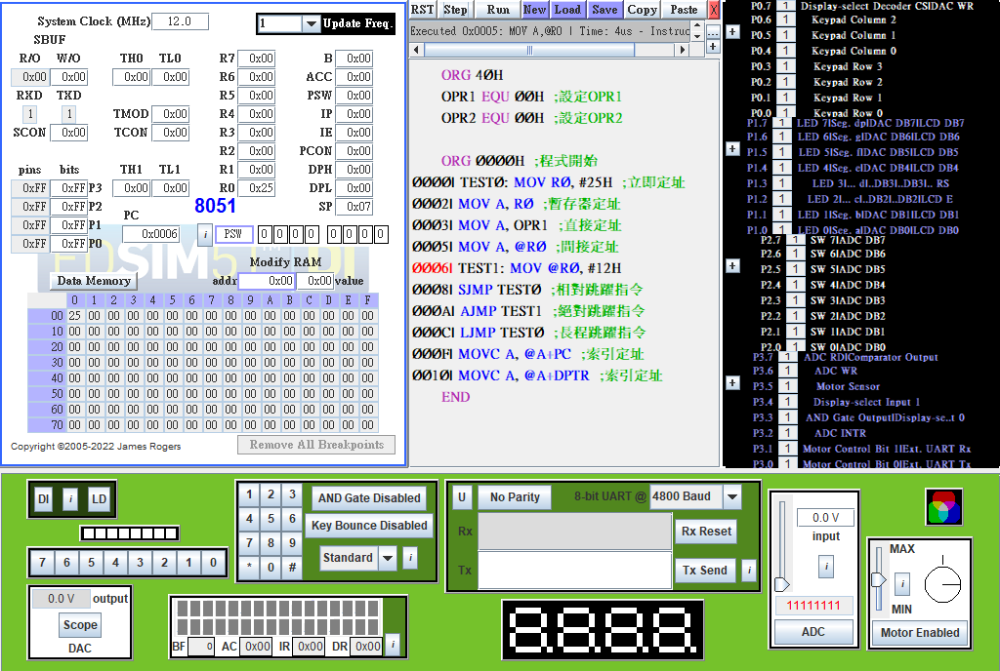 System Clock (MHz) 12.0
1 Update Freq.
SBUF
R/O W/O TH0 TL0 R7 0x00 B 0x00
0x00 0x00 0x00 0x00 R6 0x00 ACC 0x00
RXD TXD R5 0x00 PSW 0x00
1 1 TMOD 0x00 R4 0x00 IP 0x00
SCON 0x00 TCON 0x00 R3 0x00 IE 0x00
R2 0x00 PCON 0x00
pins bits TH1 TL1 R1 0x00 DPH 0x00
0xFF 0xFF P3 0x00 0x00 R0 0x25 DPL 0x00
0xFF 0xFF P2 PC 8051 SP 0x07
0xFF 0xFF P1 0x0006 i PSW 0 0 0 0 0 0 0 0
0xFF 0xFF P0
EDSIM51 DI
Modify RAM
Data Memory addr 0x00 0x00 value
0 1 2 3 4 5 6 7 8 9 A B C D E F
00 25 00 00 00 00 00 00 00 00 00 00 00 00 00 00 00
10 00 00 00 00 00 00 00 00 00 00 00 00 00 00 00 00
20 00 00 00 00 00 00 00 00 00 00 00 00 00 00 00 00
30 00 00 00 00 00 00 00 00 00 00 00 00 00 00 00 00
40 00 00 00 00 00 00 00 00 00 00 00 00 00 00 00 00
50 00 00 00 00 00 00 00 00 00 00 00 00 00 00 00 00
60 00 00 00 00 00 00 00 00 00 00 00 00 00 00 00 00
70 00 00 00 00 00 00 00 00 00 00 00 00 00 00 00 00
Copyright ©2005-2022 James Rogers Remove All Breakpoints
RST Step Run New Load Save Copy Paste X
Executed 0x0005: MOV A,@R0 | Time: 4us - Instruc ...
ORG 40H
OPR1 EQU 00H ;設定OPR1
OPR2 EQU 00H ;設定OPR2
ORG 0000H ;程式開始
0000| TEST0: MOV R0, #25H ;立即定址
0002| MOV A, R0 ;暫存器定址
0003| MOV A, OPR1 ;直接定址
0005| MOV A, @R0 ;間接定址
0006| TEST1: MOV @R0, #12H
0008| SJMP TEST0 ;相對跳躍指令
000A| AJMP TEST1 ;絕對跳躍指令
000C| LJMP TEST0 ;長程跳躍指令
000F| MOVC A, @A+PC ;索引定址
0010| MOVC A, @A+DPTR ;索引定址
END
P0.7 1 Display-select Decoder CS|DAC WR
P0.6 1 Keypad Column 2
P0.5 1 Keypad Column 1
P0.4 1 Keypad Column 0
P0.3 1 Keypad Row 3
P0.2 1 Keypad Row 2
P0.1 1 Keypad Row 1
P0.0 1 Keypad Row 0
P1.7 1 LED 7|Seg. dp|DAC DB7|LCD DB7
P1.6 1 LED 6|Seg. g|DAC DB6|LCD DB6
P1.5 1 LED 5|Seg. f|DAC DB5|LCD DB5
P1.4 1 LED 4|Seg. e|DAC DB4|LCD DB4
P1.3 1 LED 3|... d|..DB3|..DB3|.. RS
P1.2 1 LED 2|... c|..DB2|..DB2|LCD E
P1.1 1 LED 1|Seg. b|DAC DB1|LCD DB1
P1.0 1 LED 0|Seg. a|DAC DB0|LCD DB0
P2.7 1 SW 7|ADC DB7
P2.6 1 SW 6|ADC DB6
P2.5 1 SW 5|ADC DB5
P2.4 1 SW 4|ADC DB4
P2.3 1 SW 3|ADC DB3
P2.2 1 SW 2|ADC DB2
P2.1 1 SW 1|ADC DB1
P2.0 1 SW 0|ADC DB0
P3.7 1 ADC RD|Comparator Output
P3.6 1 ADC WR
P3.5 1 Motor Sensor
P3.4 1 Display-select Input 1
P3.3 1 AND Gate Output|Display-se..t 0
P3.2 1 ADC INTR
P3.1 1 Motor Control Bit 1|Ext. UART Rx
P3.0 1 Motor Control Bit 0|Ext. UART Tx
DI i LD
7 6 5 4 3 2 1 0
0.0 V output
Scope
DAC
1 2 3
4 5 6
7 8 9
* 0 #
AND Gate Disabled
Key Bounce Disabled
Standard i
BF 0 AC 0x00 IR 0x00 DR 0x00 i
U No Parity 8-bit UART @ 4800 Baud
Rx Rx Reset
Tx Tx Send i
8.8.8.8.
0.0 V
input
i
11111111
ADC
MAX
i
MIN
Motor Enabled